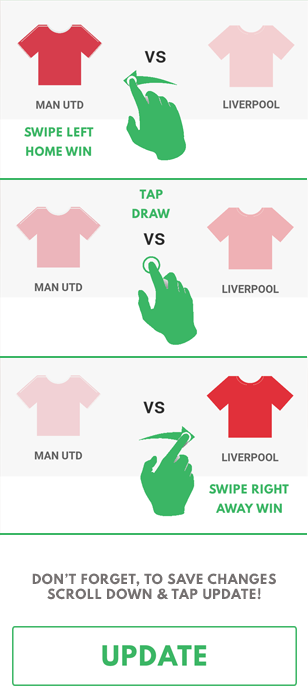 VS
MAN UTD
LIVERPOOL
SWIPE LEFT
HOME WIN
TAP
DRAW
VS
MAN UTD
LIVERPOOL
VS
MAN UTD
LIVERPOOL
SWIPE RIGHT
AWAY WIN
DON'T FORGET, TO SAVE CHANGES
SCROLL DOWN & TAP UPDATE!
UPDATE